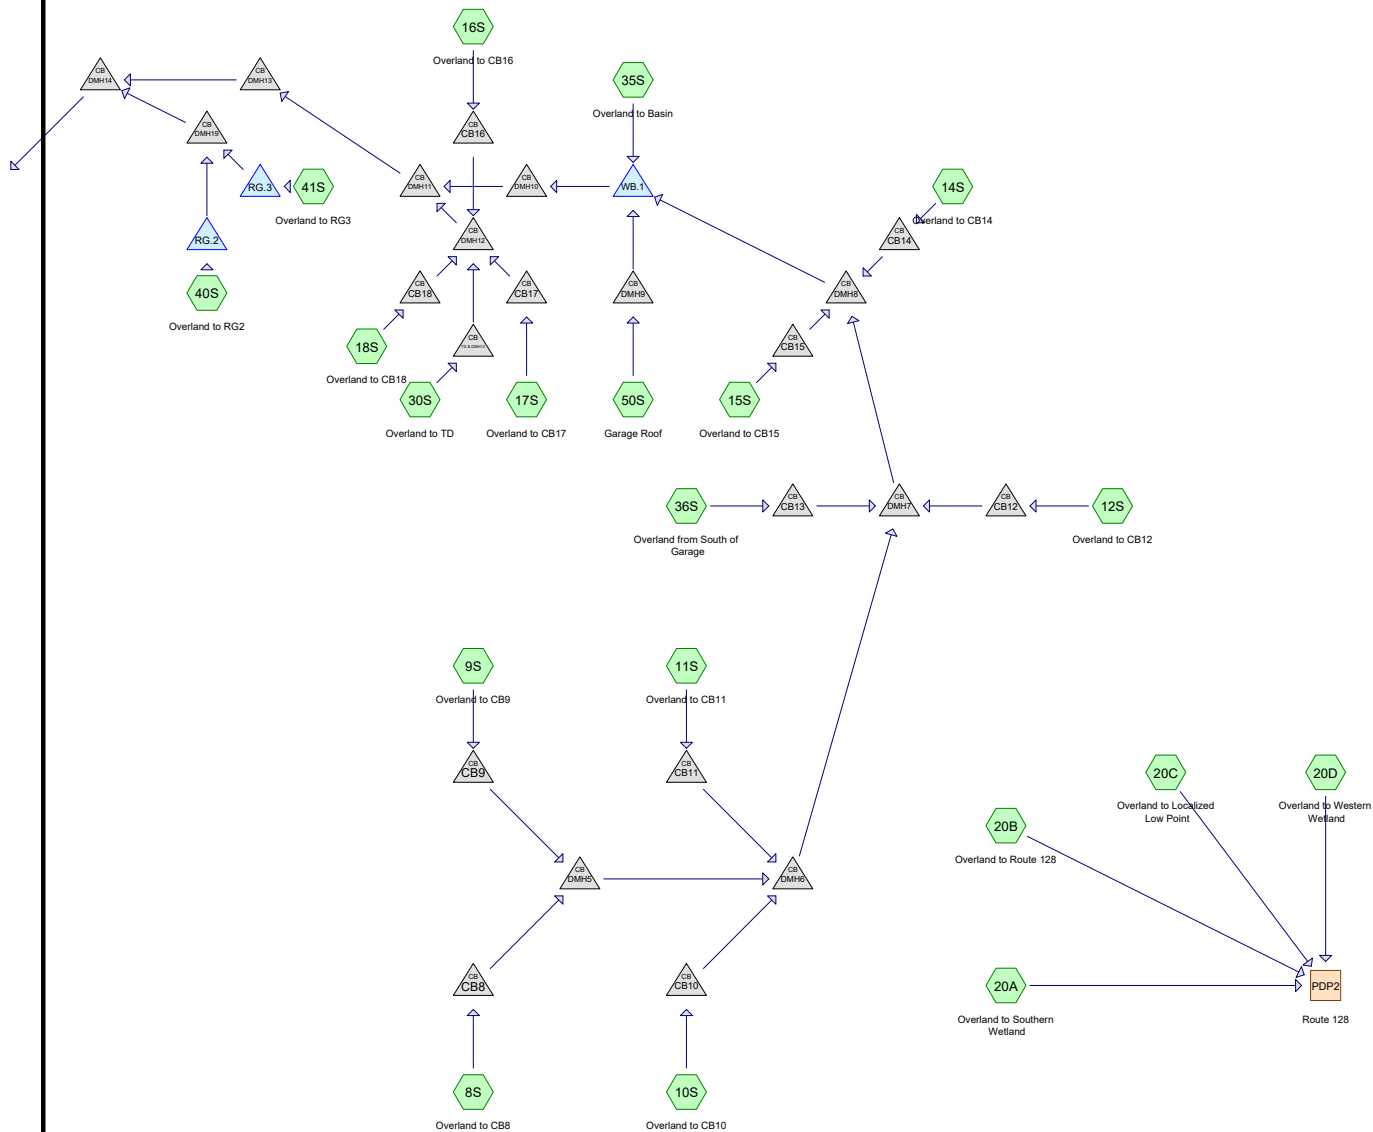 16S
Overland to CB16
CB
DMH14
CB
DMH13
35S
Overland to Basin
CB
DMH19
CB
CB16
RG.3
41S
Overland to RG3
CB
DMH11
CB
DMH10
WB.1
14S
Overland to CB14
RG.2
CB
DMH12
CB
CB14
40S
Overland to RG2
CB
CB18
CB
CB17
CB
DMH9
CB
DMH8
18S
Overland to CB18
CB
CB
CB15
30S
Overland to TD
17S
Overland to CB17
50S
Garage Roof
15S
Overland to CB15
36S
Overland from South of
Garage
CB
CB13
CB
DMH7
CB
CB12
12S
Overland to CB12
9S
Overland to CB9
11S
Overland to CB11
CB
CB9
CB
CB11
20C
Overland to Localized
Low Point
20D
Overland to Western
Wetland
20B
Overland to Route 128
CB
DMH5
CB
DMH6
CB
CB8
CB
CB10
20A
Overland to Southern
Wetland
PDP2
Route 128
8S
Overland to CB8
10S
Overland to CB10